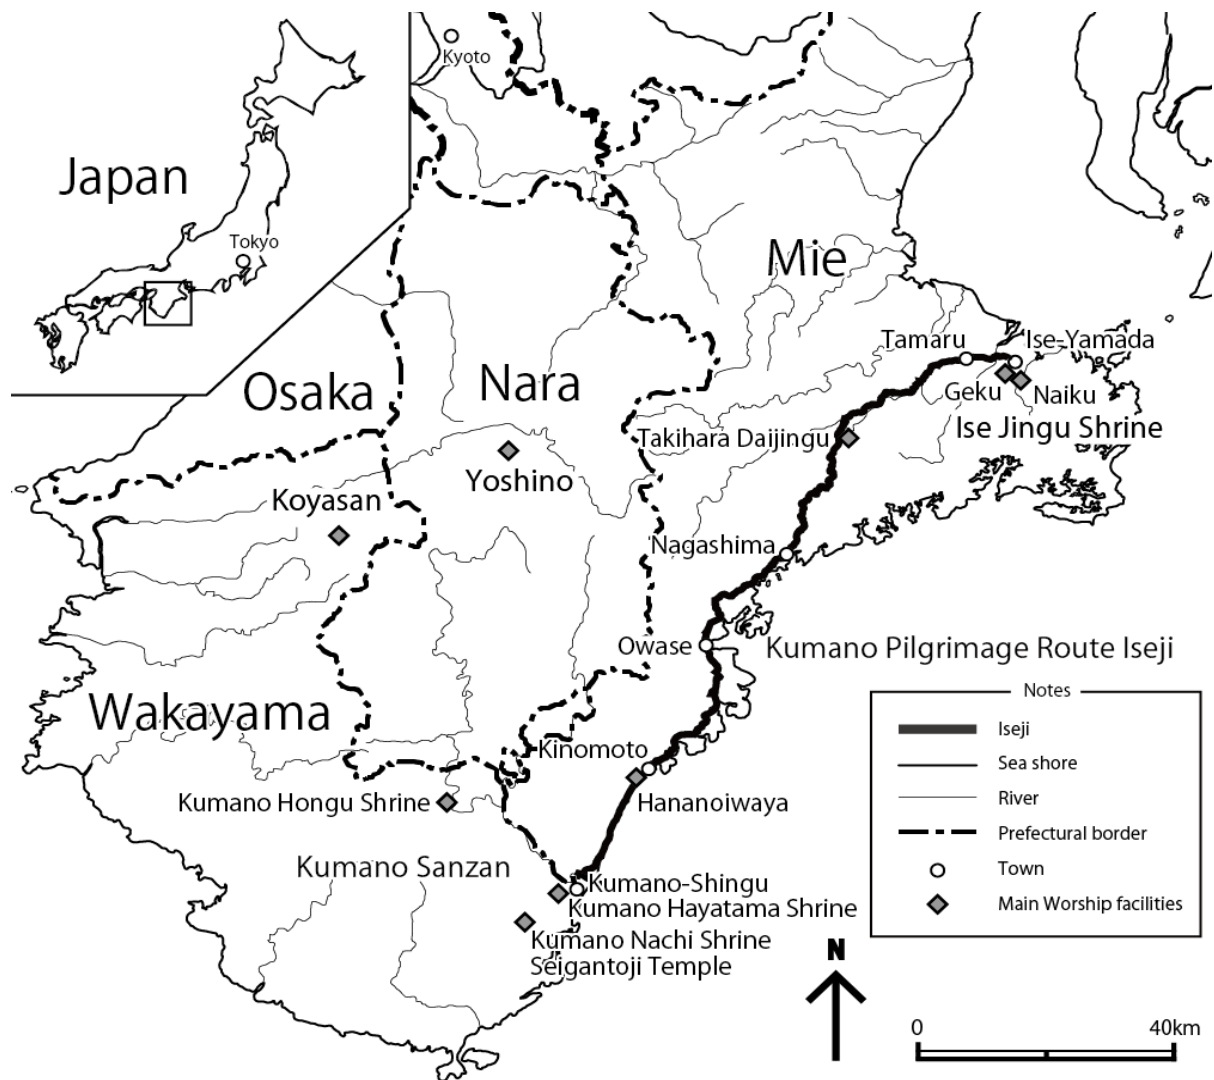 Kyoto
Japan
Tokyo
Mie
Tamaru
Ise-Yamada
Osaka
Nara
Geku
Naiku
Ise Jingu Shrine
Takihara Daijingu
Yoshino
Koyasan
Nagashima
Owase
Kumano Pilgrimage Route Iseji
Wakayama
Kinomoto
Hananoiwaya
Kumano Hongu Shrine
Kumano Sanzan
Kumano-Shingu
Kumano Hayatama Shrine
Kumano Nachi Shrine
Seigantoji Temple
Notes
Iseji
Sea shore
River
Prefectural border
Town
Main Worship facilities
N
0
40km